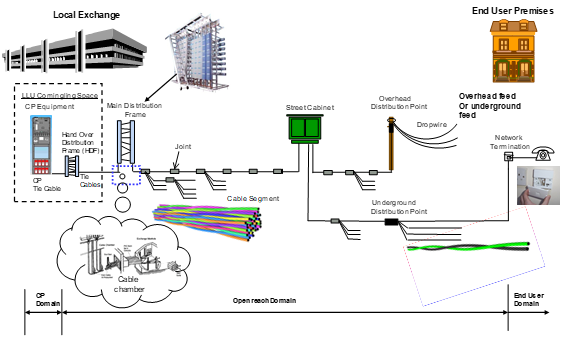 Local Exchange
End User Premises
LLU Comingling Space
CP Equipment
Hand Over
Distribution
Frame (HDF)
CP
Tie Cable
Tie
Cables
Main Distribution
Frame
Joint
Cable Segment
Cable
chamber
Street Cabinet
Overhead
Distribution Point
Dropwire
Overhead feed
Or underground
feed
Network
Termination
Underground
Distribution Point
CP
Domain
Openreach Domain
End User
Domain